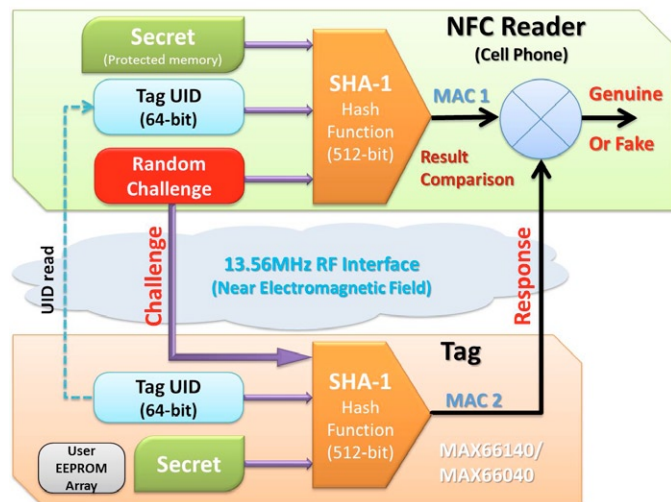 NFC Reader
(Cell Phone)
Secret
(Protected memory)
Tag UID
(64-bit)
Random
Challenge
SHA-1
Hash
Function
(512-bit)
MAC 1
Result
Comparison
Genuine
Or Fake
UID read
Challenge
13.56MHz RF Interface
(Near Electromagnetic Field)
Response
Tag
Tag UID
(64-bit)
SHA-1
Hash
Function
(512-bit)
MAC 2
User
EEPROM
Array
Secret
MAX66140/
MAX66040